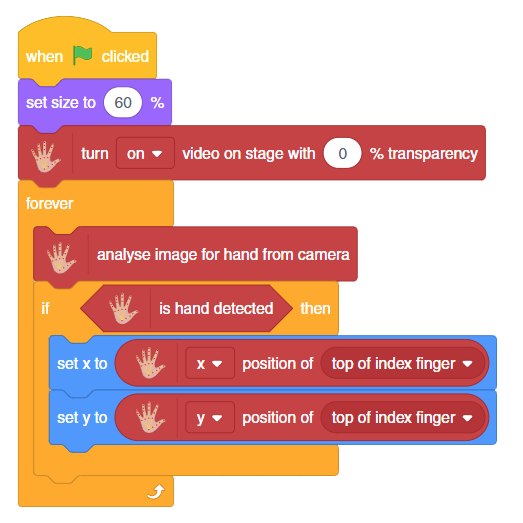 when clicked
set size to 60 %
turn on video on stage with 0 % transparency
forever
analyse image for hand from camera
if is hand detected then
set x to x position of top of index finger
set y to y position of top of index finger